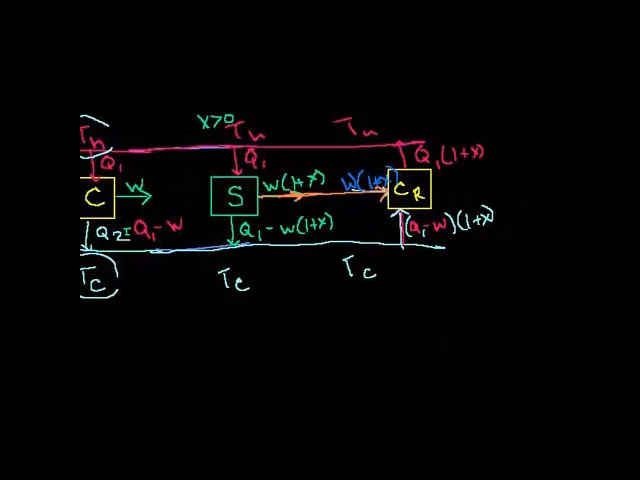 x>0
TH TH TH
Q1 Q1 Q1(1+x)
C W S W(1+x) W(1+x) CR
Q2=Q1-W Q1-W(1+x) (Q1-W)(1+x)
TC TC TC